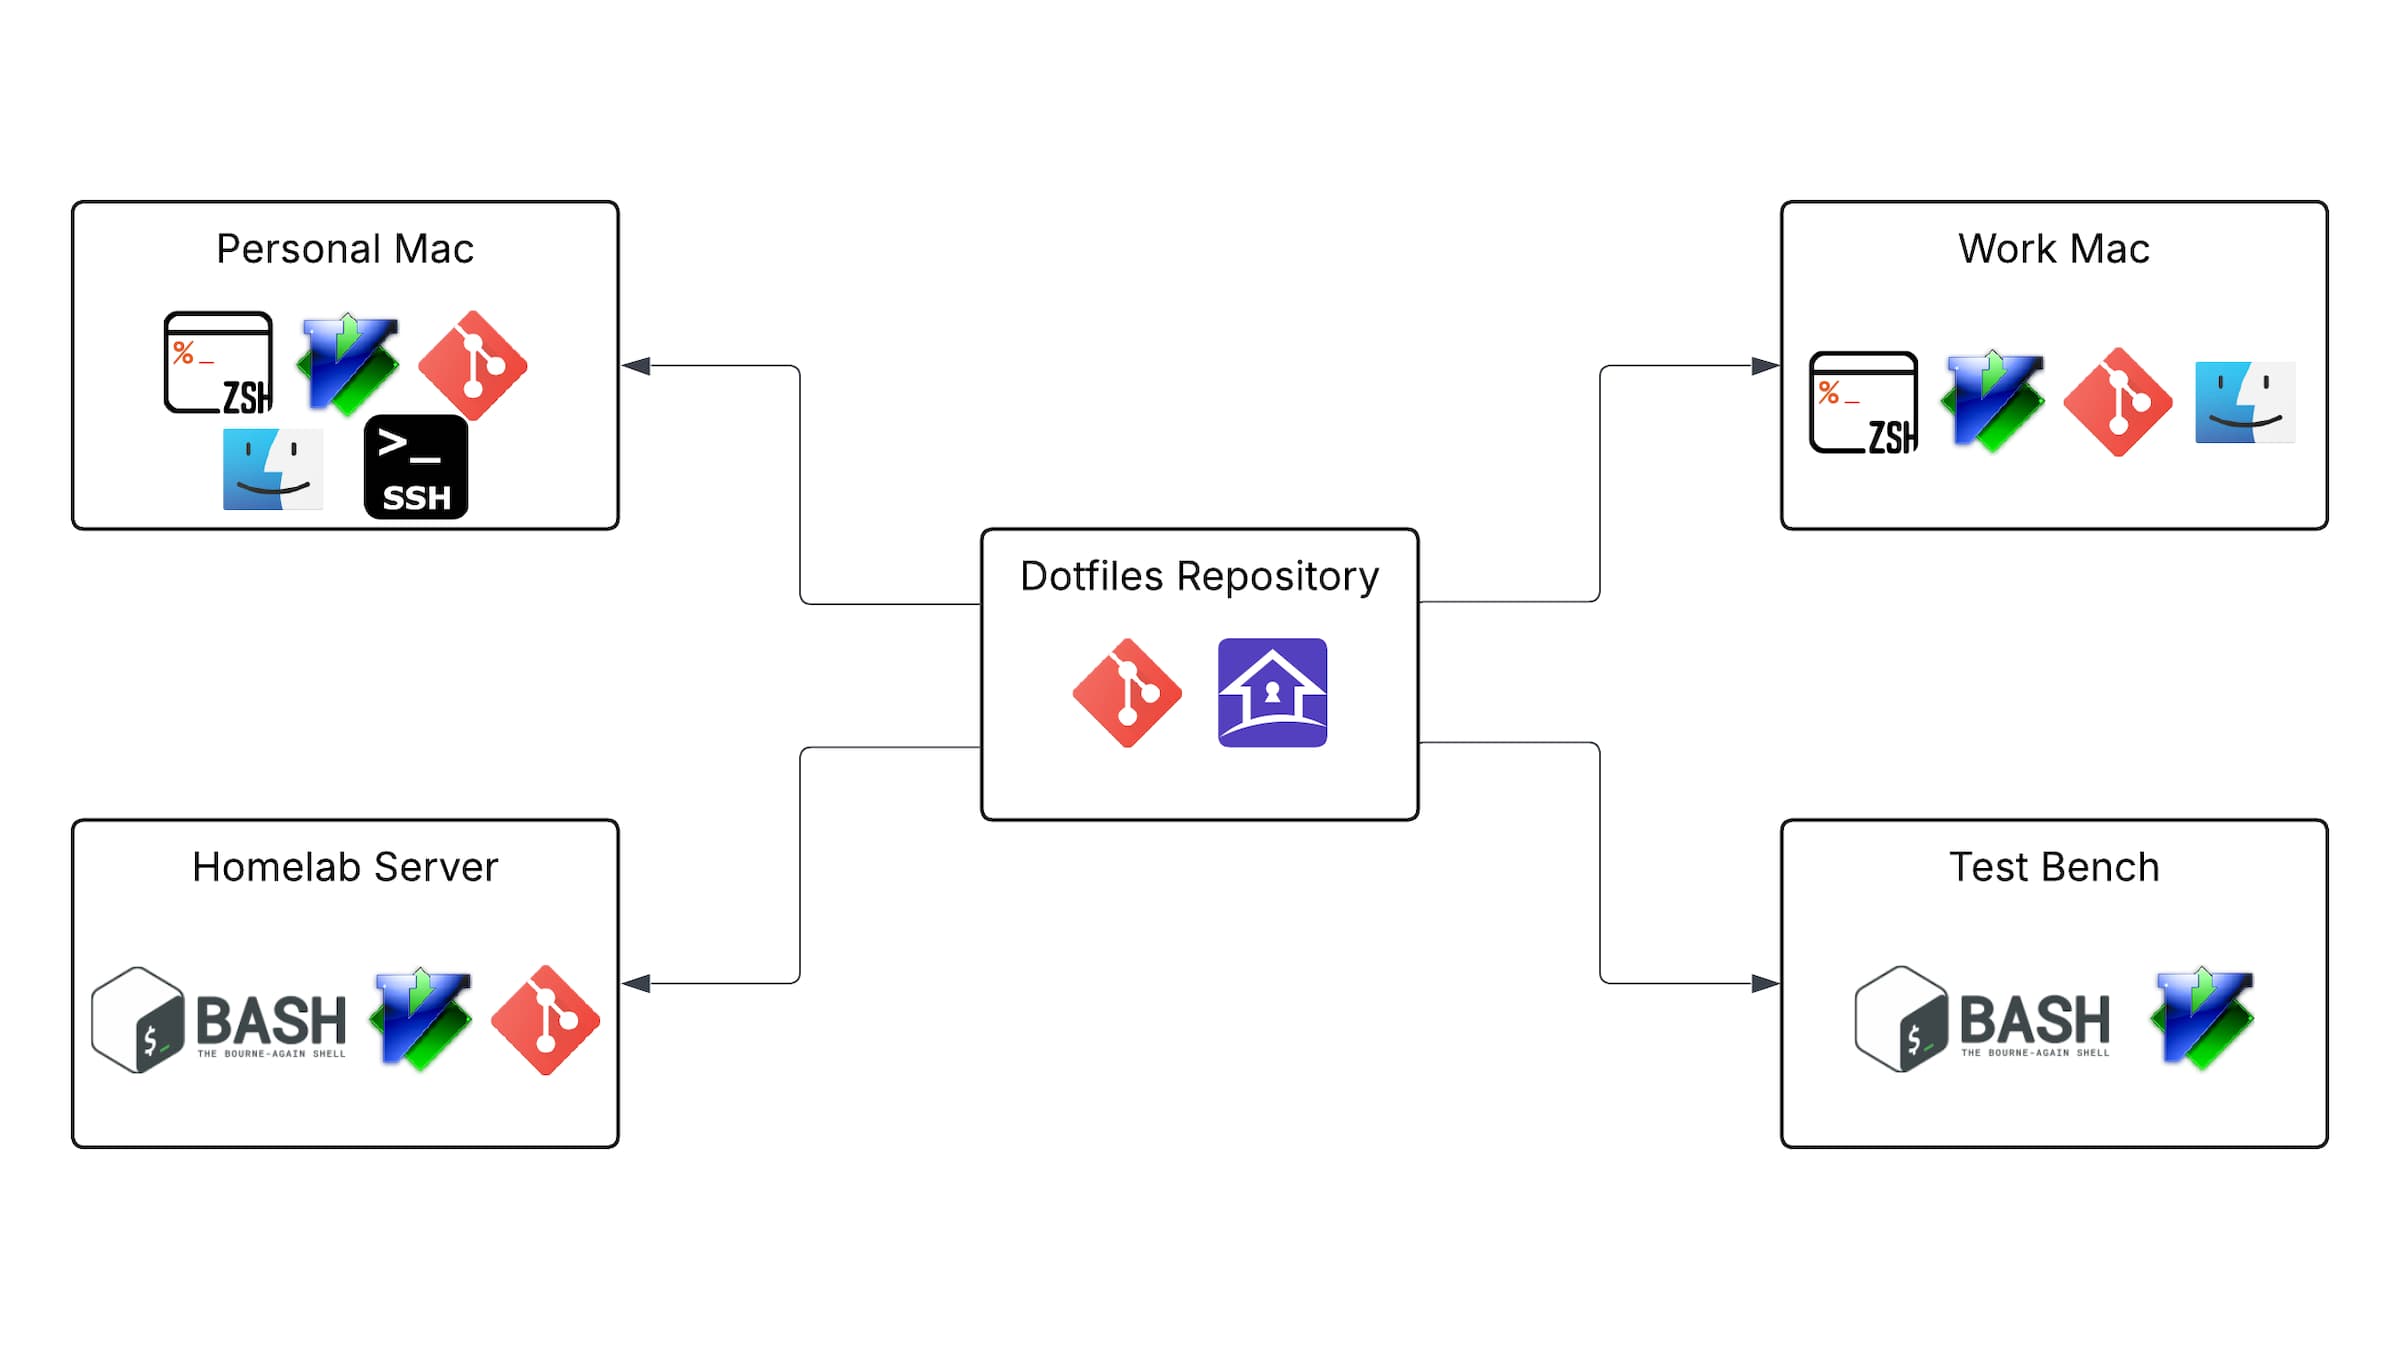 Personal Mac
%_
ZSH
>_
SSH
Work Mac
%_
ZSH
Dotfiles Repository
Homelab Server
$_
BASH
THE BOURNE-AGAIN SHELL
Test Bench
$_
BASH
THE BOURNE-AGAIN SHELL